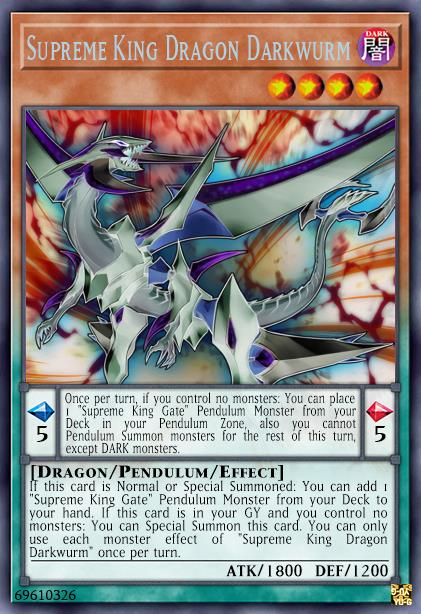 Supreme King Dragon Darkwurm
DARK
闇
Once per turn, if you control no monsters: You can place
1 "Supreme King Gate" Pendulum Monster from your
Deck in your Pendulum Zone, also you cannot
Pendulum Summon monsters for the rest of this turn,
except DARK monsters.
5
5
[Dragon/Pendulum/Effect]
If this card is Normal or Special Summoned: You can add 1
"Supreme King Gate" Pendulum Monster from your Deck to
your hand. If this card is in your GY and you control no
monsters: You can Special Summon this card. You can only
use each monster effect of "Supreme King Dragon
Darkwurm" once per turn.
ATK/1800 DEF/1200
69610326